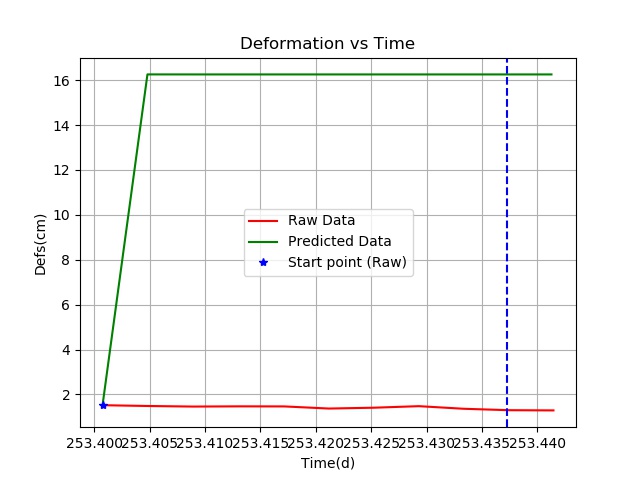 Deformation vs Time
Defs(cm)
16
14
12
10
8
6
4
2
Raw Data
Predicted Data
Start point (Raw)
253.400 253.405 253.410 253.415 253.420 253.425 253.430 253.435 253.440
Time(d)